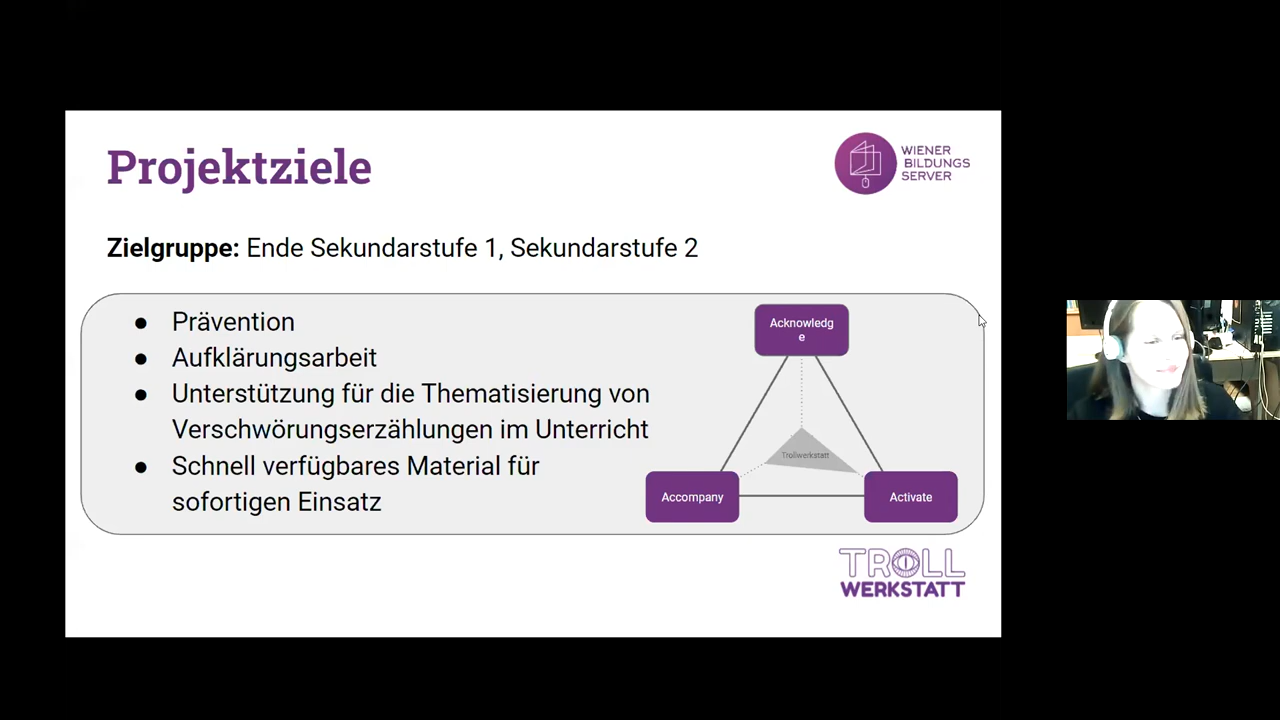 Projektziele
WIENER
BILDUNGS
SERVER
Zielgruppe: Ende Sekundarstufe 1, Sekundarstufe 2
● Prävention
● Aufklärungsarbeit
● Unterstützung für die Thematisierung von
Verschwörungserzählungen im Unterricht
● Schnell verfügbares Material für
sofortigen Einsatz
Acknowledg
e
Trollwerkstatt
Accompany
Activate
TROLL
WERKSTATT